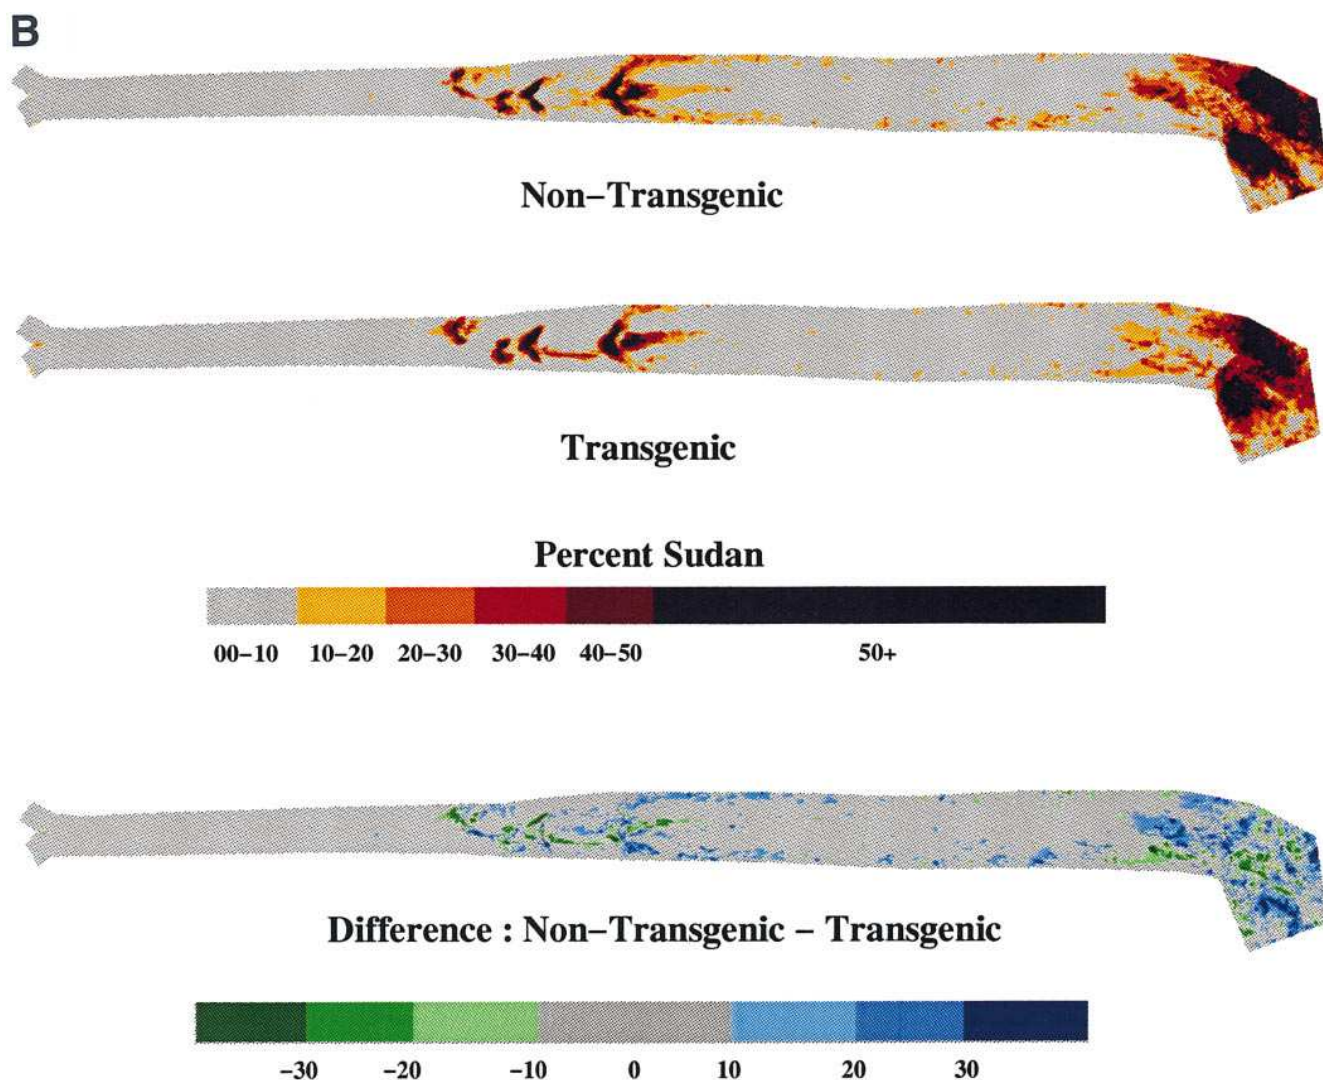 B
Non-Transgenic
Transgenic
Percent Sudan
00-10 10-20 20-30 30-40 40-50 50+
Difference : Non-Transgenic - Transgenic
-30 -20 -10 0 10 20 30